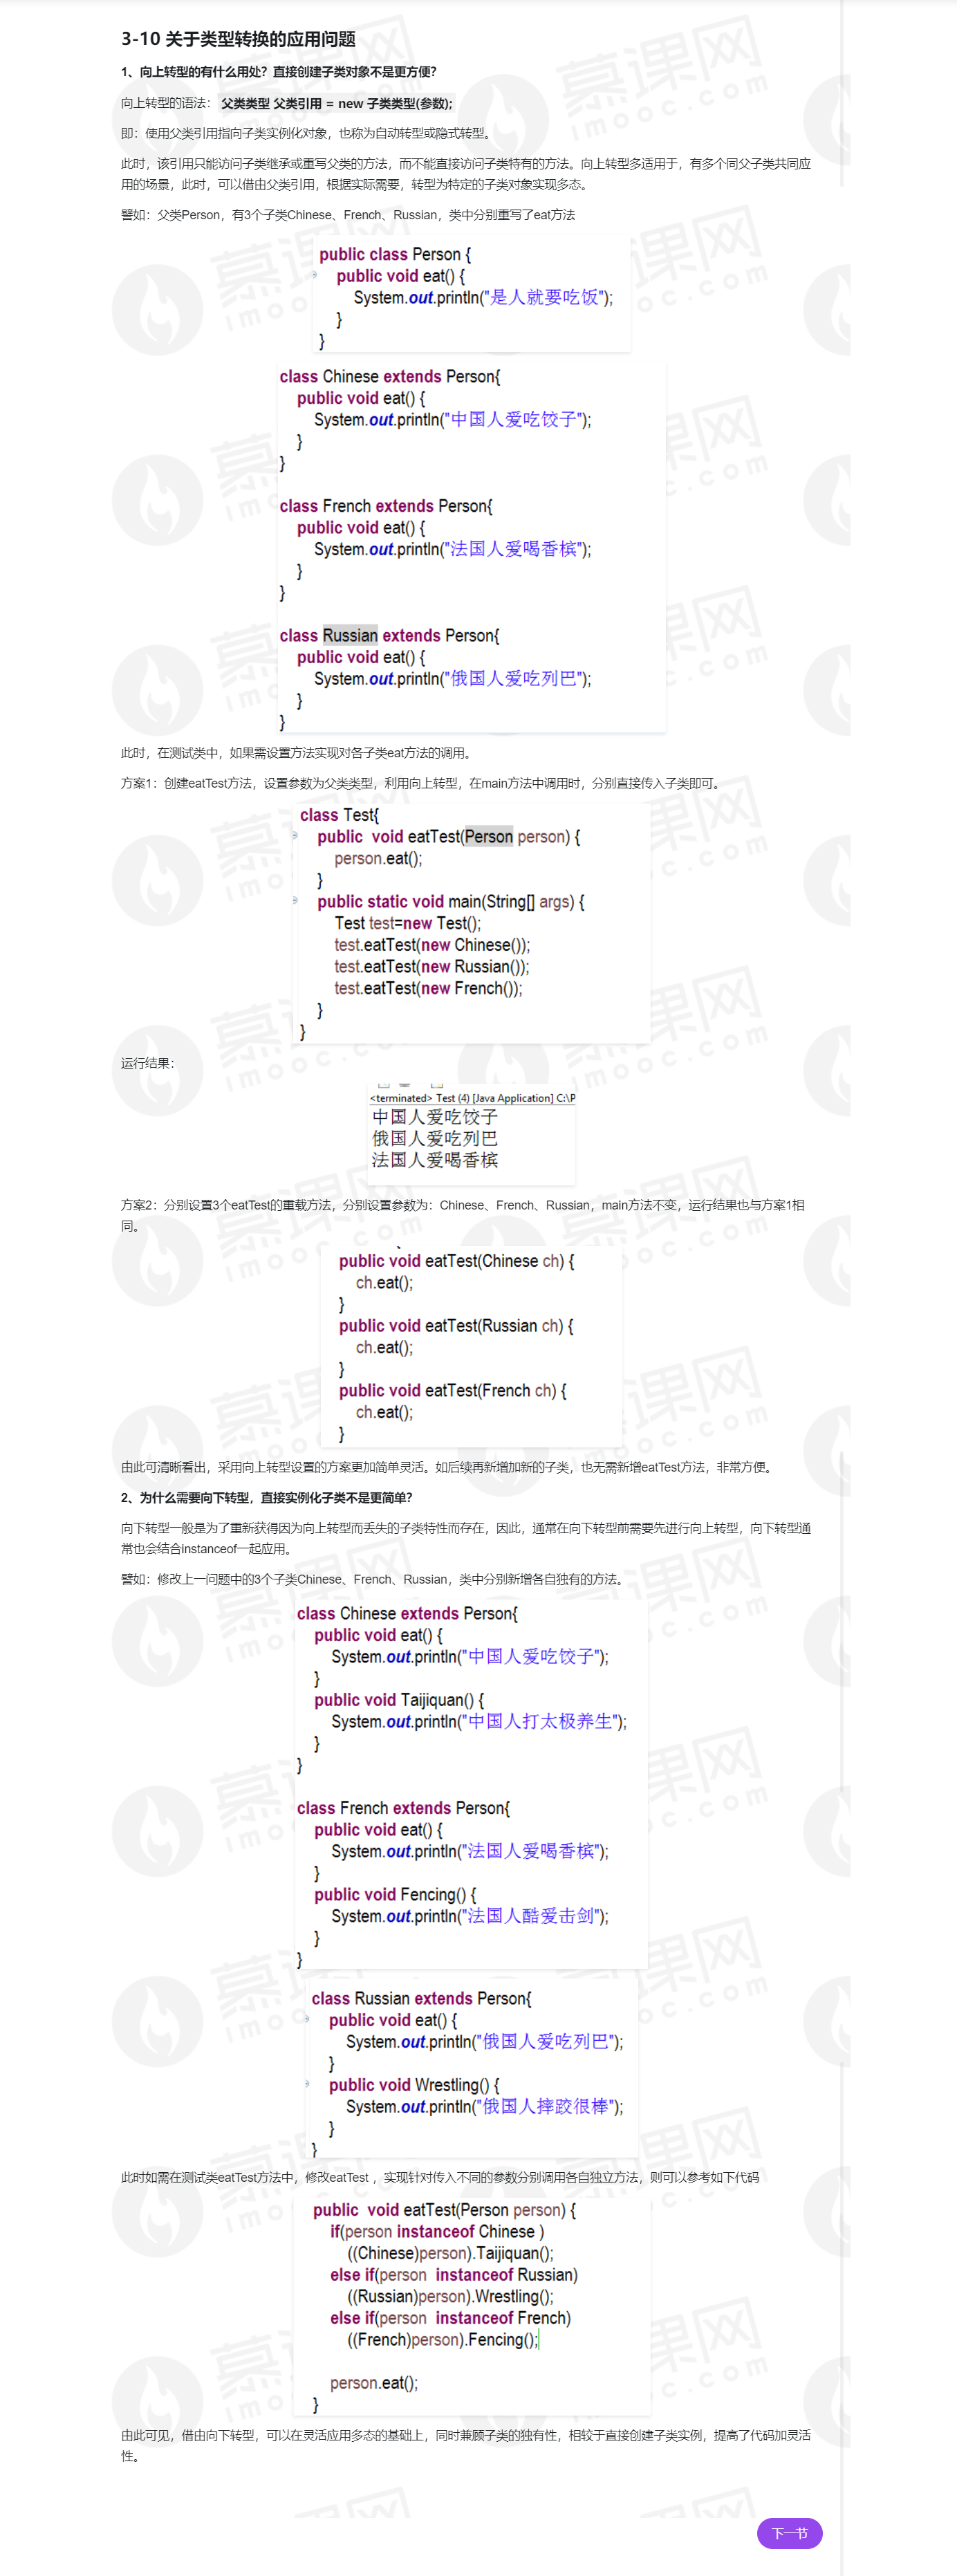 3-10 关于类型转换的应用问题
1、向上转型的有什么用处？直接创建子类对象不是更方便？
向上转型的语法： 父类类型 父类引用 = new 子类类型(参数);
即：使用父类引用指向子类实例化对象，也称为自动转型或隐式转型。
此时，该引用只能访问子类继承或重写父类的方法，而不能直接访问子类特有的方法。向上转型多适用于，有多个同父子类共同应
用的场景，此时，可以借由父类引用，根据实际需要，转型为特定的子类对象实现多态。
譬如：父类Person，有3个子类Chinese、French、Russian，类中分别重写了eat方法
public class Person {
public void eat() {
System.out.println("是人就要吃饭");
}
}
class Chinese extends Person{
public void eat() {
System.out.println("中国人爱吃饺子");
}
}
class French extends Person{
public void eat() {
System.out.println("法国人爱喝香槟");
}
}
class Russian extends Person{
public void eat() {
System.out.println("俄国人爱吃列巴");
}
}
此时，在测试类中，如果需设置方法实现对各子类eat方法的调用。
方案1：创建eatTest方法，设置参数为父类类型，利用向上转型，在main方法中调用时，分别直接传入子类即可。
class Test{
public void eatTest(Person person) {
person.eat();
}
public static void main(String[] args) {
Test test=new Test();
test.eatTest(new Chinese());
test.eatTest(new Russian());
test.eatTest(new French());
}
}
运行结果：
<terminated> Test (4) [Java Application] C:\P
中国人爱吃饺子
俄国人爱吃列巴
法国人爱喝香槟
方案2：分别设置3个eatTest的重载方法，分别设置参数为：Chinese、French、Russian，main方法不变，运行结果也与方案1相
同。
public void eatTest(Chinese ch) {
ch.eat();
}
public void eatTest(Russian ch) {
ch.eat();
}
public void eatTest(French ch) {
ch.eat();
}
由此可清晰看出，采用向上转型设置的方案更加简单灵活。如后续再新增加新的子类，也无需新增eatTest方法，非常方便。
2、为什么需要向下转型，直接实例化子类不是更简单？
向下转型一般是为了重新获得因为向上转型而丢失的子类特性而存在，因此，通常在向下转型前需要先进行向上转型，向下转型通
常也会结合instanceof一起应用。
譬如：修改上一问题中的3个子类Chinese、French、Russian，类中分别新增各自独有的方法。
class Chinese extends Person{
public void eat() {
System.out.println("中国人爱吃饺子");
}
public void Taijiquan() {
System.out.println("中国人打太极养生");
}
}
class French extends Person{
public void eat() {
System.out.println("法国人爱喝香槟");
}
public void Fencing() {
System.out.println("法国人酷爱击剑");
}
}
class Russian extends Person{
public void eat() {
System.out.println("俄国人爱吃列巴");
}
public void Wrestling() {
System.out.println("俄国人摔跤很棒");
}
}
此时如需在测试类eatTest方法中，修改eatTest ，实现针对传入不同的参数分别调用各自独立方法，则可以参考如下代码
public void eatTest(Person person) {
if(person instanceof Chinese )
((Chinese)person).Taijiquan();
else if(person instanceof Russian)
((Russian)person).Wrestling();
else if(person instanceof French)
((French)person).Fencing();
person.eat();
}
由此可见，借由向下转型，可以在灵活应用多态的基础上，同时兼顾子类的独有性，相较于直接创建子类实例，提高了代码加灵活
性。
下一节